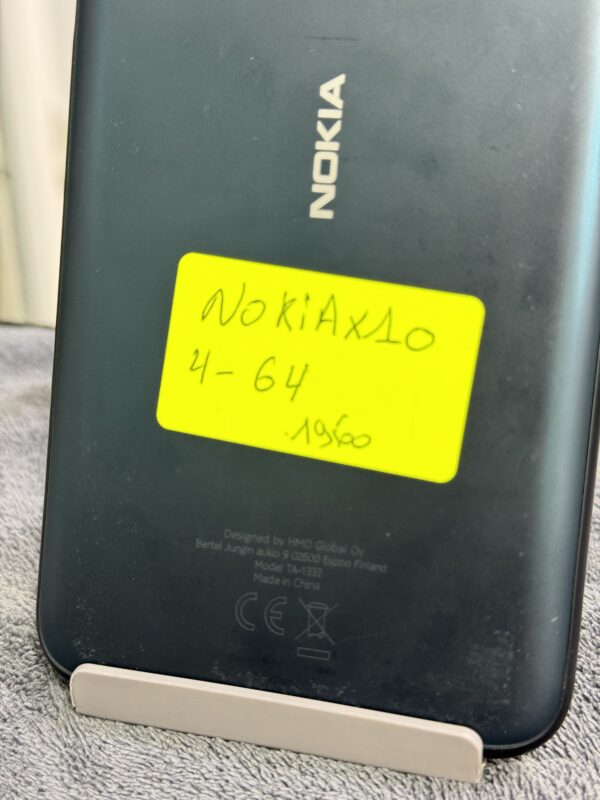 NOKIA
NOKiAx10
4-64
.1960
Designed by HMD Global Oy
Bertel Jungin aukio 9 02600 Espoo Finland
Model TA-1332
Made in China
CE